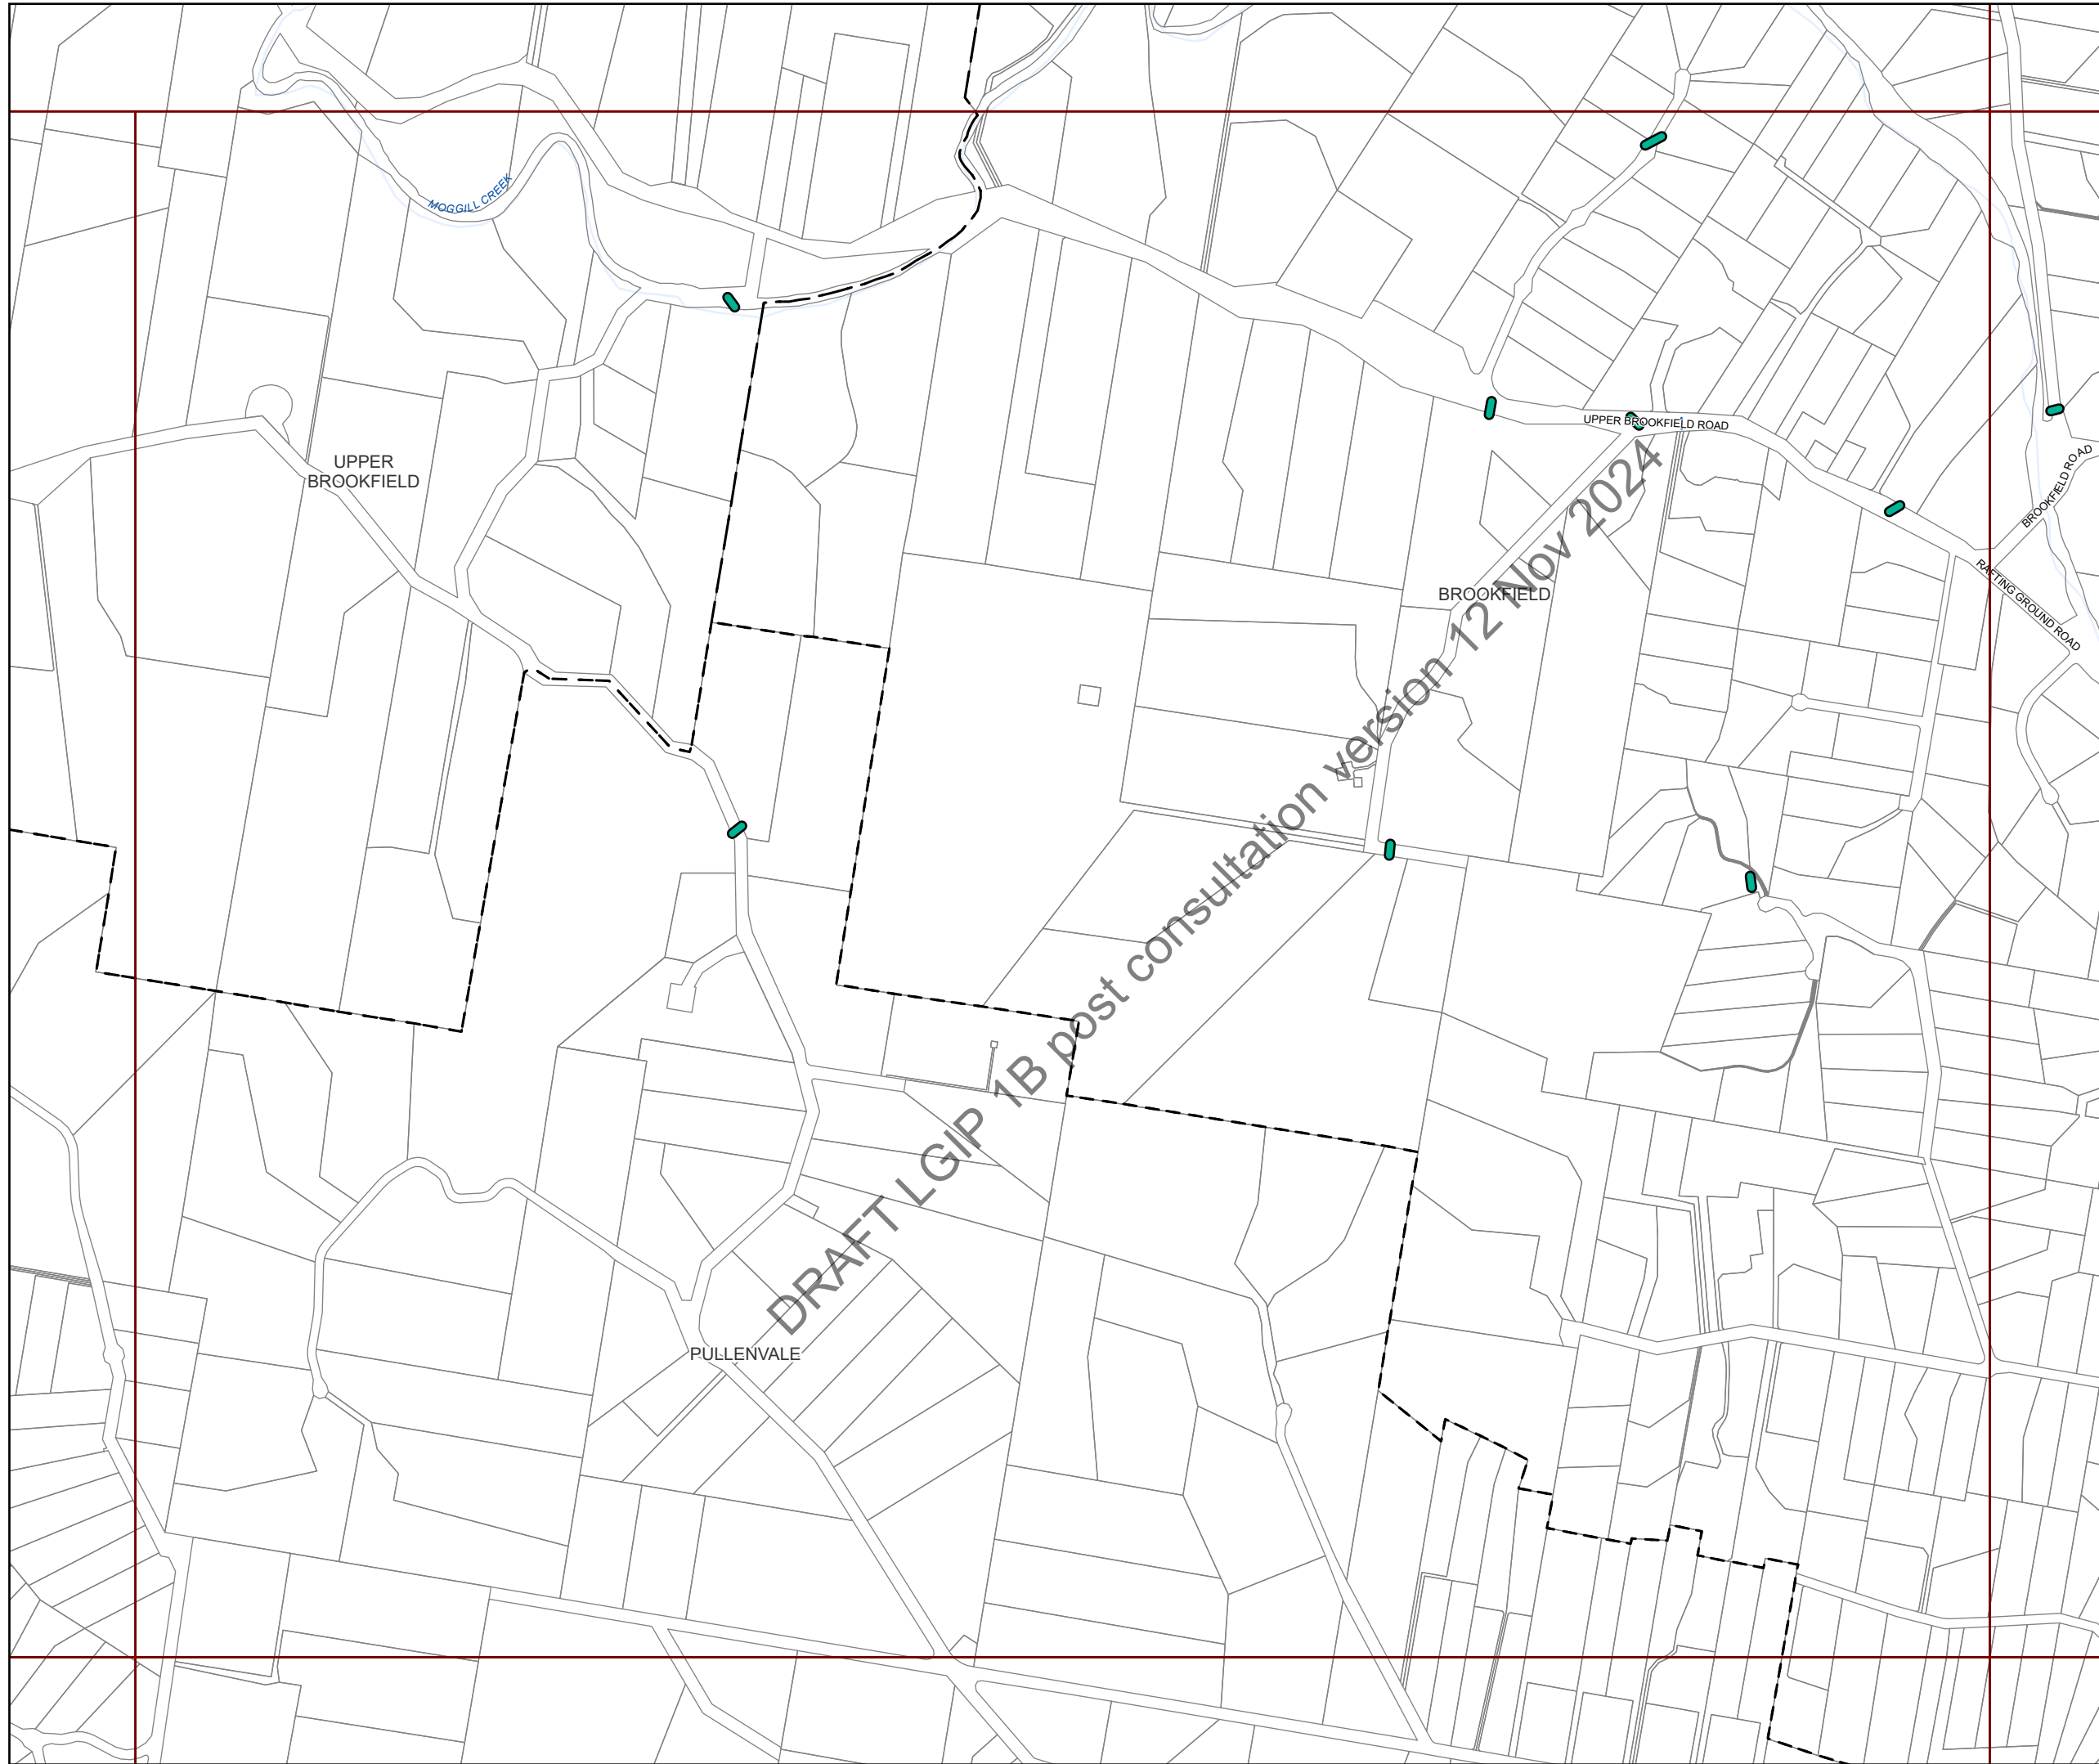 MOGGILL CREEK
UPPER BROOKFIELD ROAD
UPPER
BROOKFIELD
BROOKFIELD ROAD
RAFTING GROUND ROAD
BROOKFIELD
DRAFT LGIP 1B post consultation version 12 Nov 2024
PULLENVALE